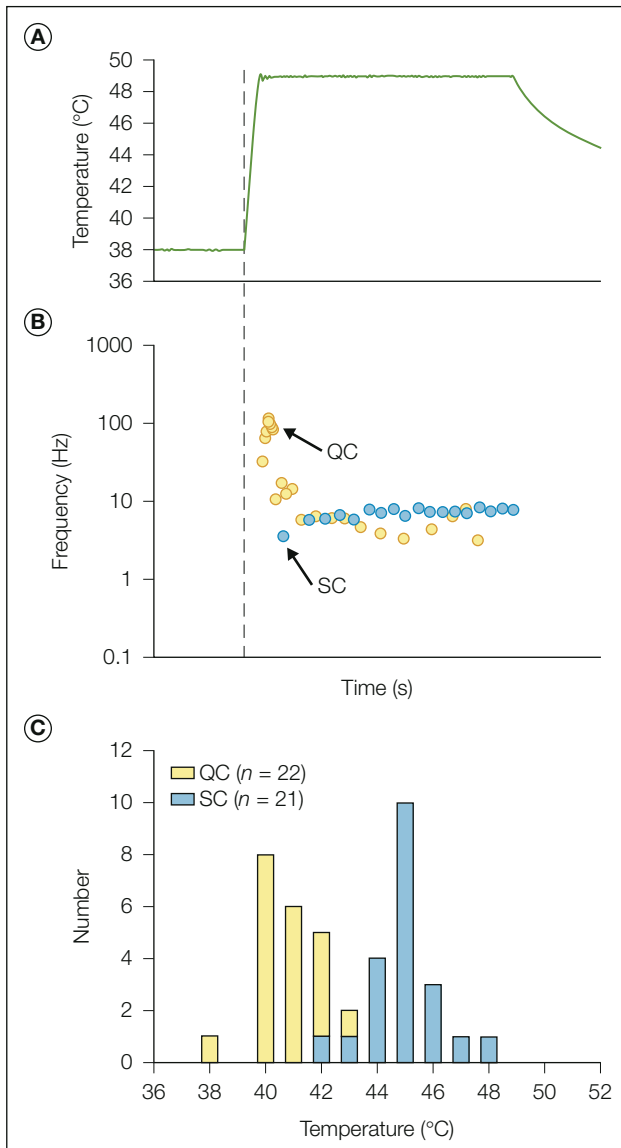 A
50
48
46
44
42
40
38
36
Temperature (°C)
B
1000
100
10
1
0.1
Frequency (Hz)
QC
SC
Time (s)
C
12
10
8
6
4
2
0
Number
QC (n = 22)
SC (n = 21)
36 38 40 42 44 46 48 50 52
Temperature (°C)